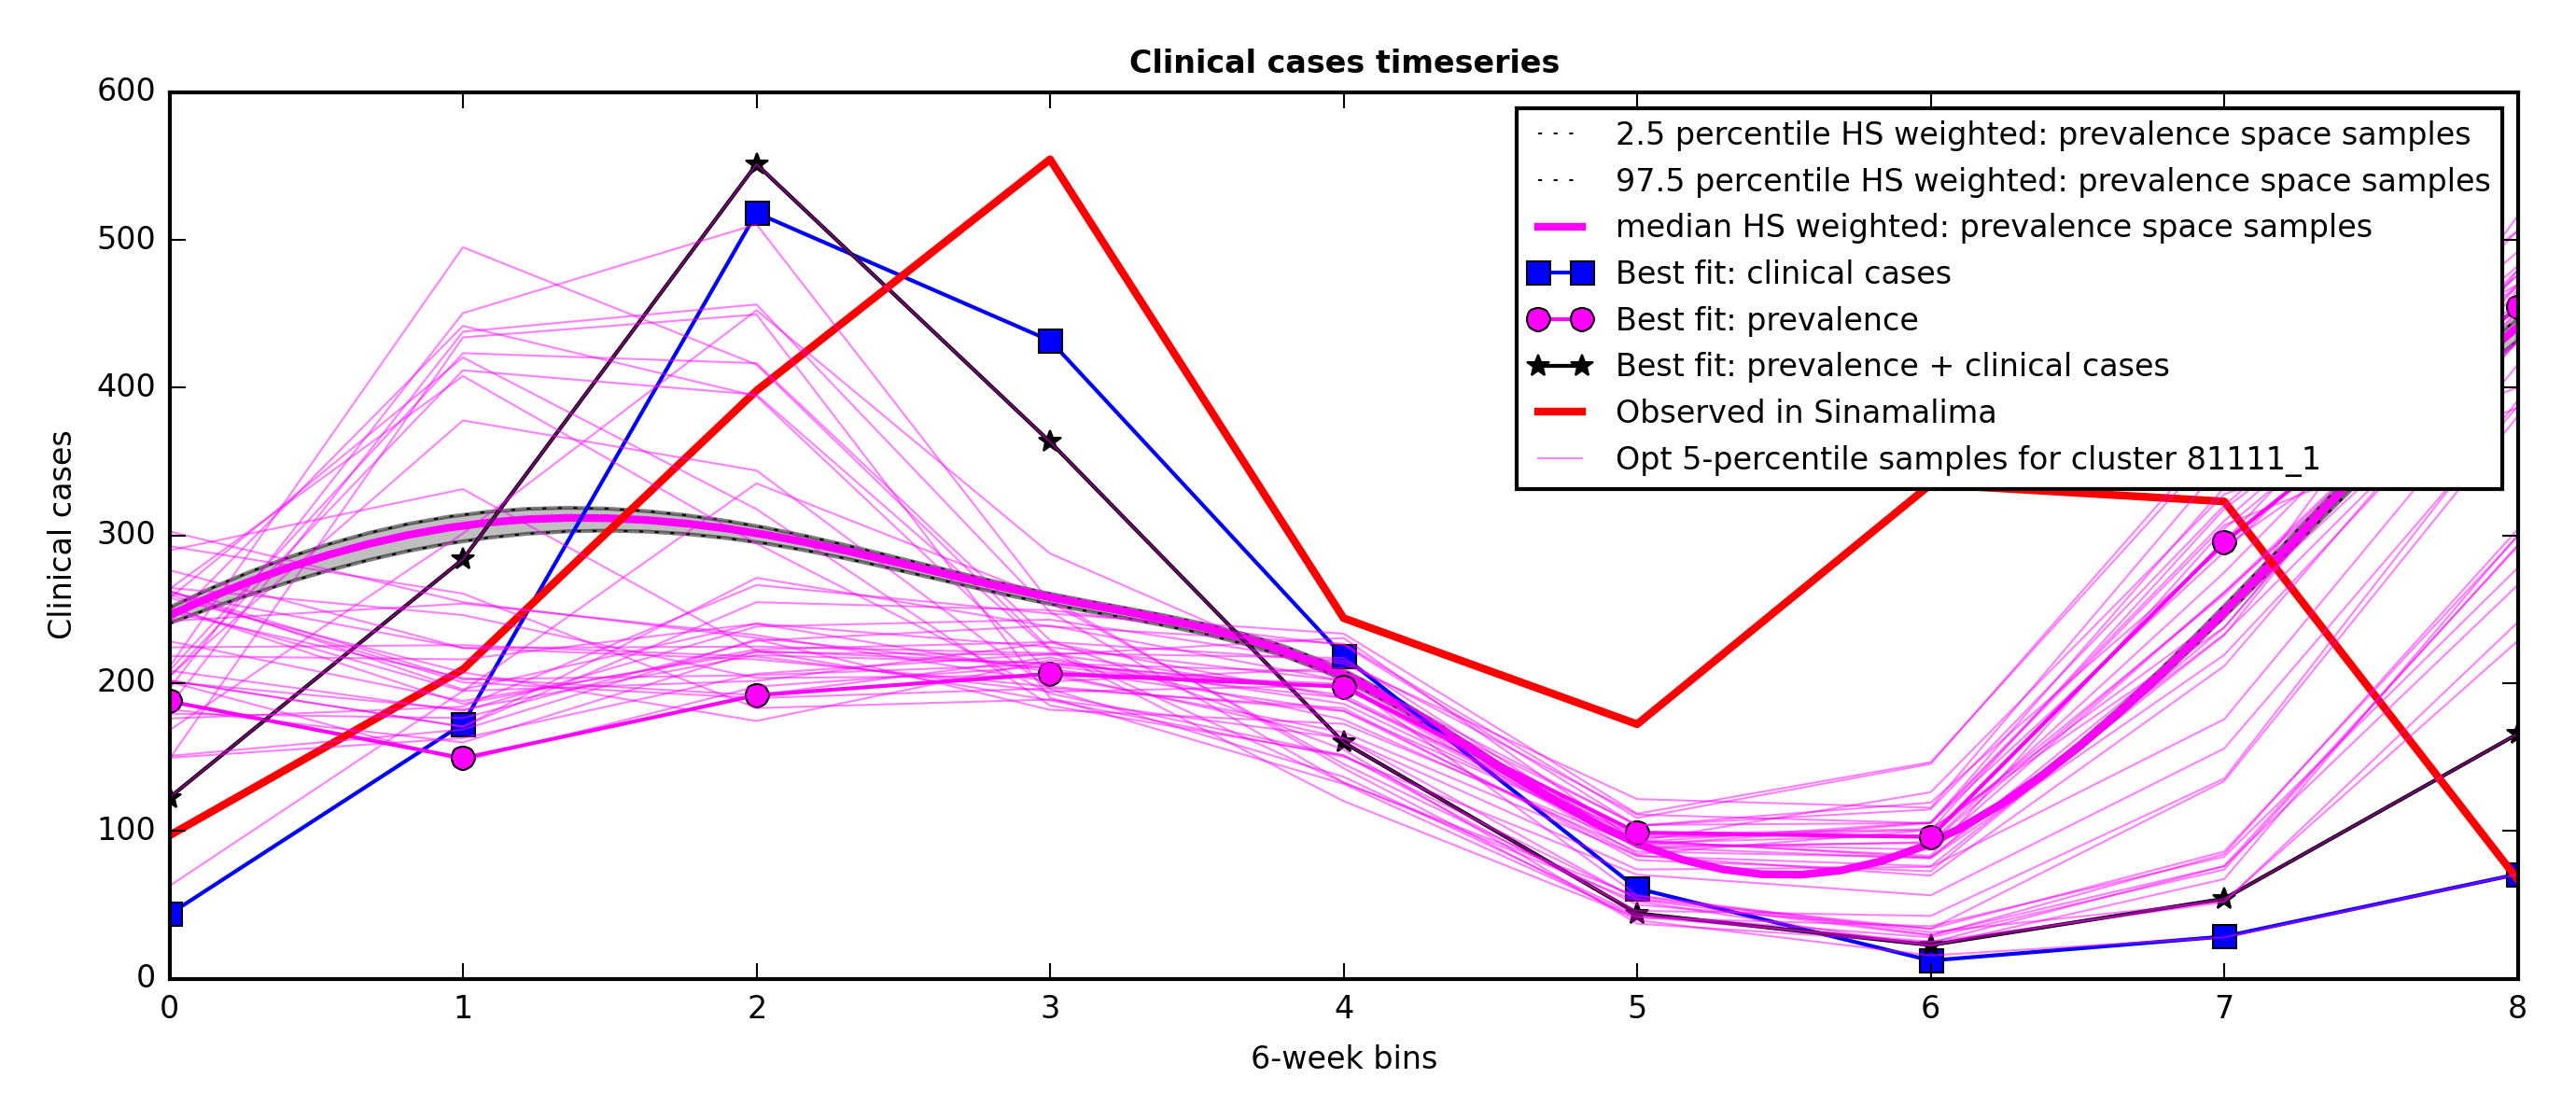 Clinical cases timeseries
600
500
400
300
200
100
0
Clinical cases
2.5 percentile HS weighted: prevalence space samples
97.5 percentile HS weighted: prevalence space samples
median HS weighted: prevalence space samples
Best fit: clinical cases
Best fit: prevalence
Best fit: prevalence + clinical cases
Observed in Sinamalima
Opt 5-percentile samples for cluster 81111_1
0 1 2 3 4 5 6 7 8
6-week bins